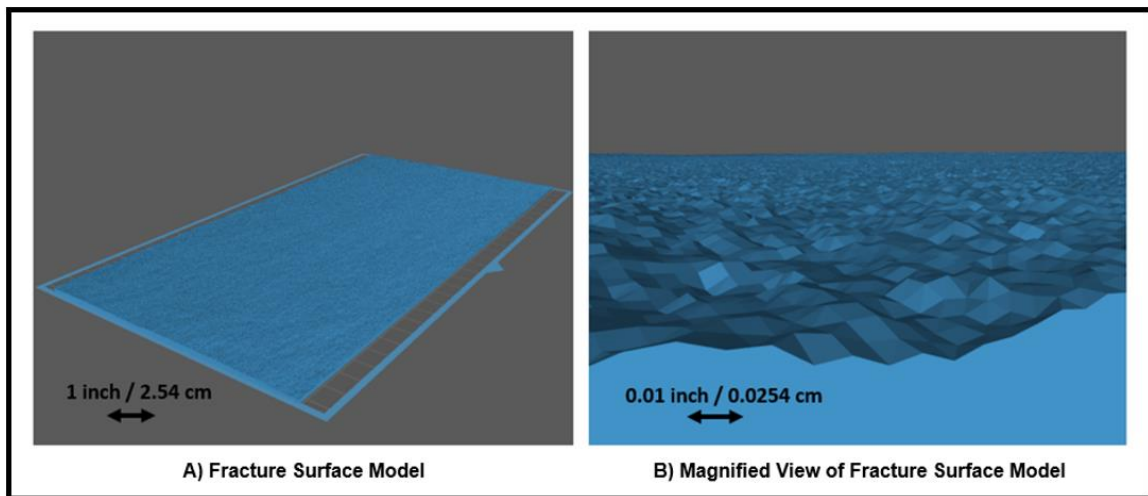 1 inch / 2.54 cm
0.01 inch / 0.0254 cm
A) Fracture Surface Model
B) Magnified View of Fracture Surface Model